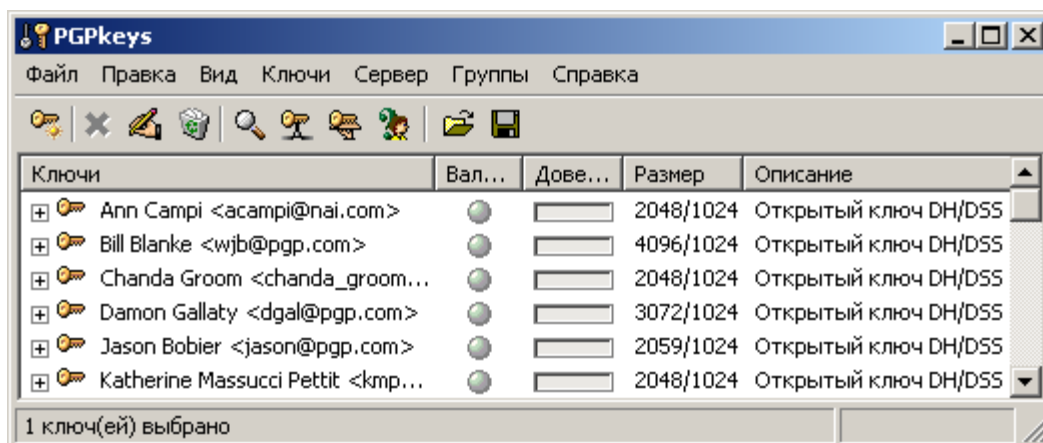 PGPkeys
Файл Правка Вид Ключи Сервер Группы Справка
Ключи Вал... Дове... Размер Описание
Ann Campi <acampi@nai.com> 2048/1024 Открытый ключ DH/DSS
Bill Blanke <wjb@pgp.com> 4096/1024 Открытый ключ DH/DSS
Chanda Groom <chanda_groom... 2048/1024 Открытый ключ DH/DSS
Damon Gallaty <dgal@pgp.com> 3072/1024 Открытый ключ DH/DSS
Jason Bobier <jason@pgp.com> 2059/1024 Открытый ключ DH/DSS
Katherine Massucci Pettit <kmp... 2048/1024 Открытый ключ DH/DSS
1 ключ(ей) выбрано